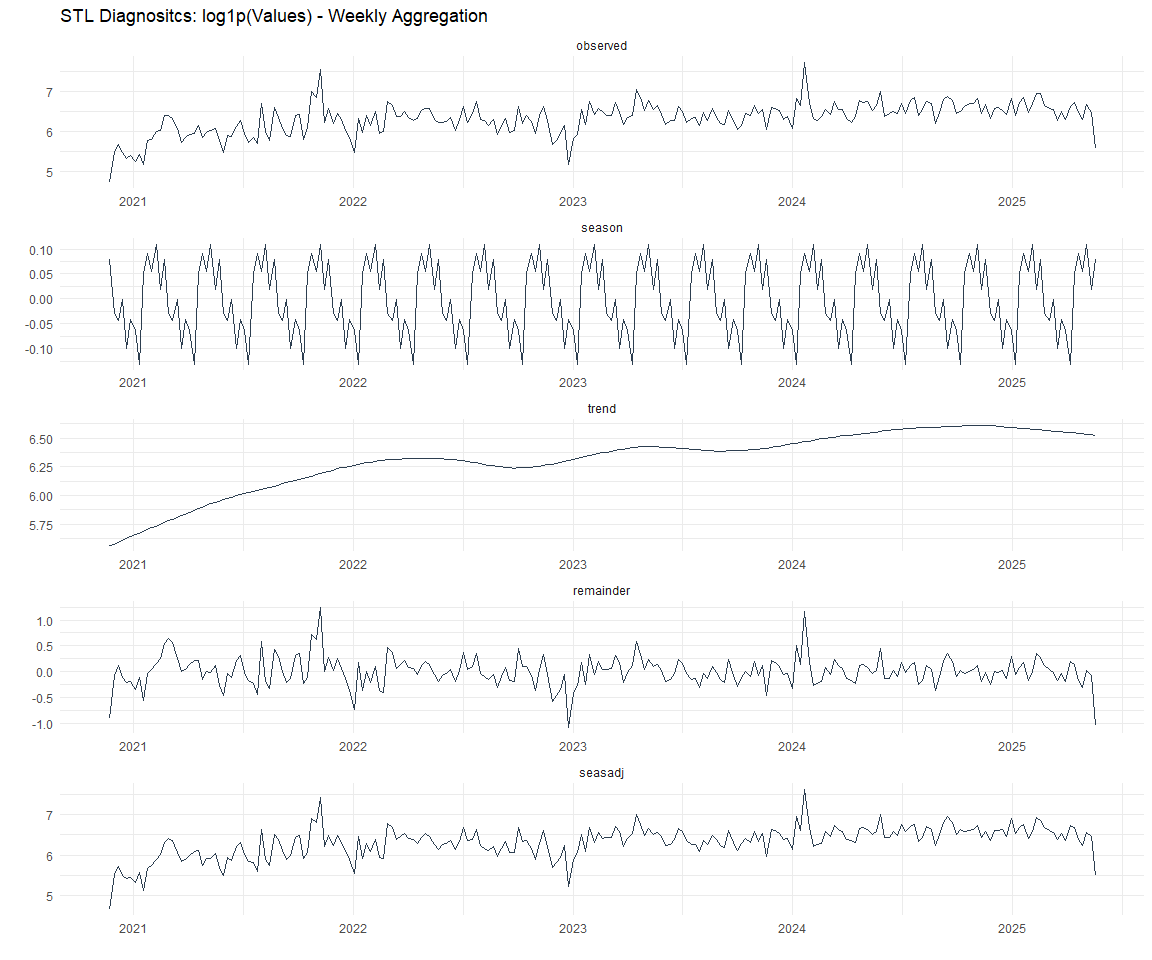 STL Diagnositcs: log1p(Values) - Weekly Aggregation
observed
7
6
5
2021 2022 2023 2024 2025
season
0.10
0.05
0.00
-0.05
-0.10
2021 2022 2023 2024 2025
trend
6.50
6.25
6.00
5.75
2021 2022 2023 2024 2025
remainder
1.0
0.5
0.0
-0.5
-1.0
2021 2022 2023 2024 2025
seasadj
7
6
5
2021 2022 2023 2024 2025